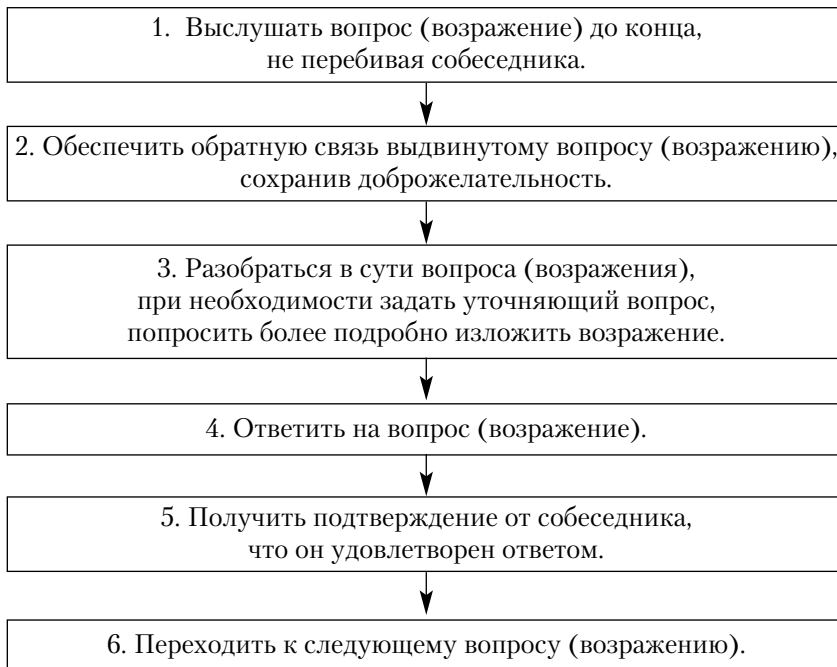 1. Выслушать вопрос (возражение) до конца,
не перебивая собеседника.
2. Обеспечить обратную связь выдвинутому вопросу (возражению),
сохранив доброжелательность.
3. Разобраться в сути вопроса (возражения),
при необходимости задать уточняющий вопрос,
попросить более подробно изложить возражение.
4. Ответить на вопрос (возражение).
5. Получить подтверждение от собеседника,
что он удовлетворен ответом.
6. Переходить к следующему вопросу (возражению).